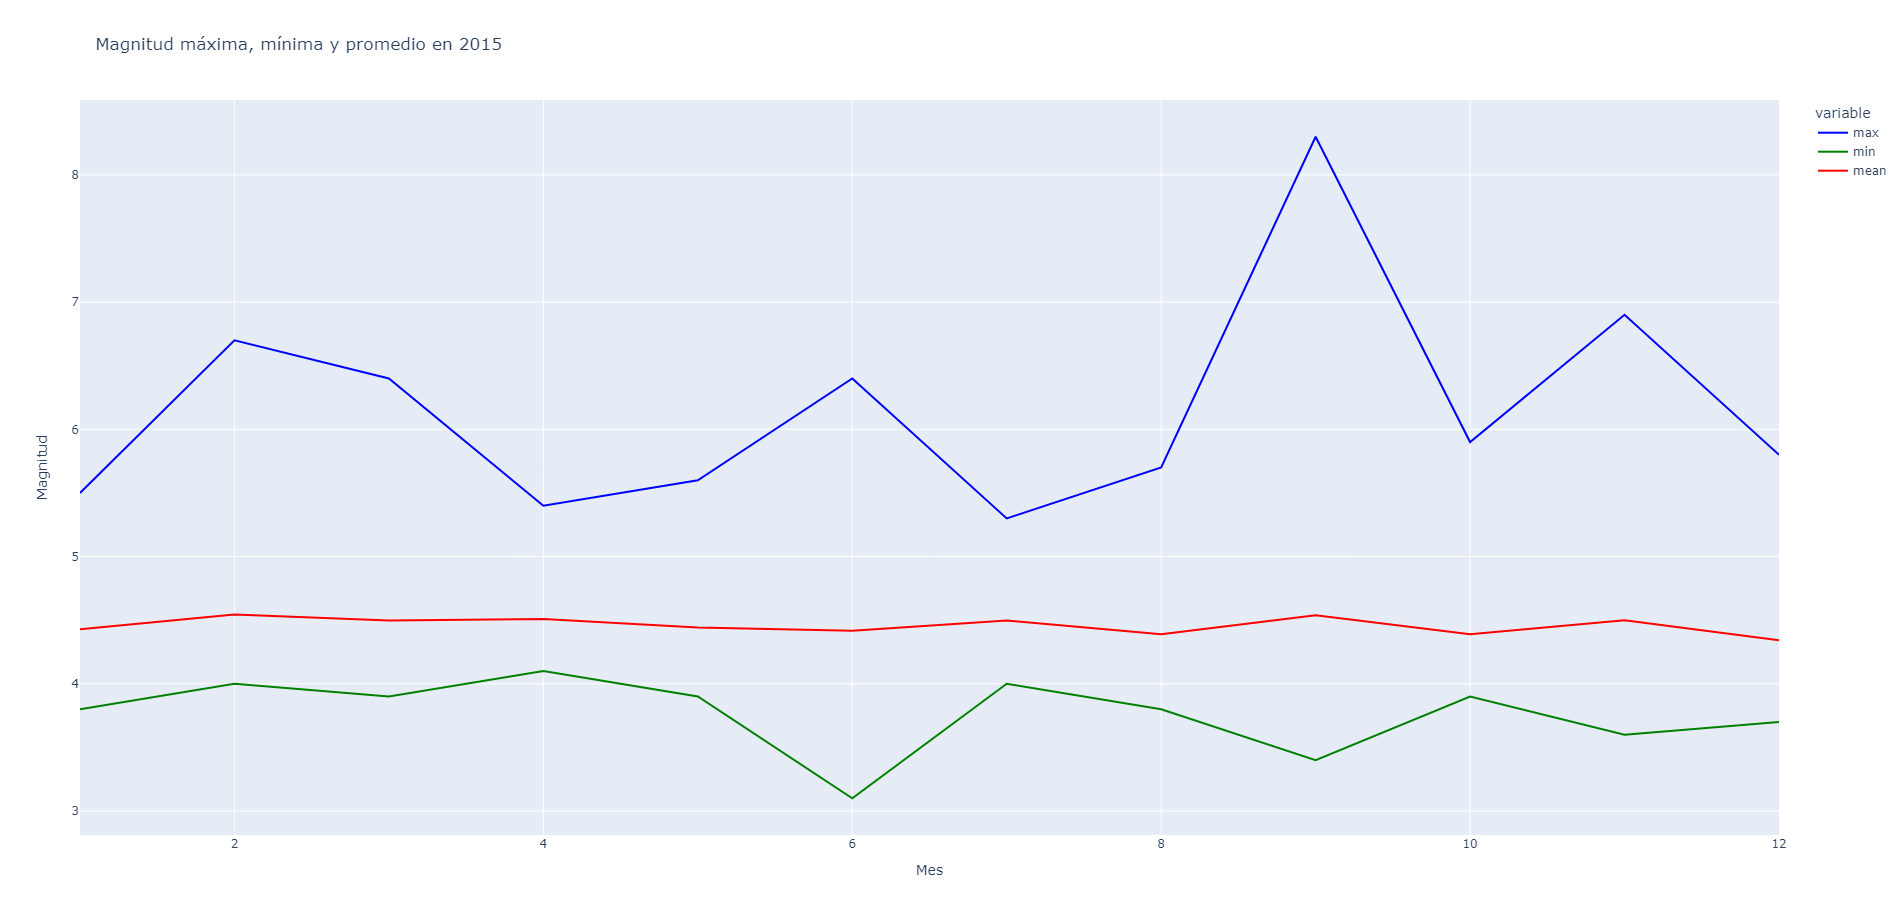 Magnitud máxima, mínima y promedio en 2015
variable
max
min
mean
8
7
6
5
4
3
Magnitud
2 4 6 8 10 12
Mes